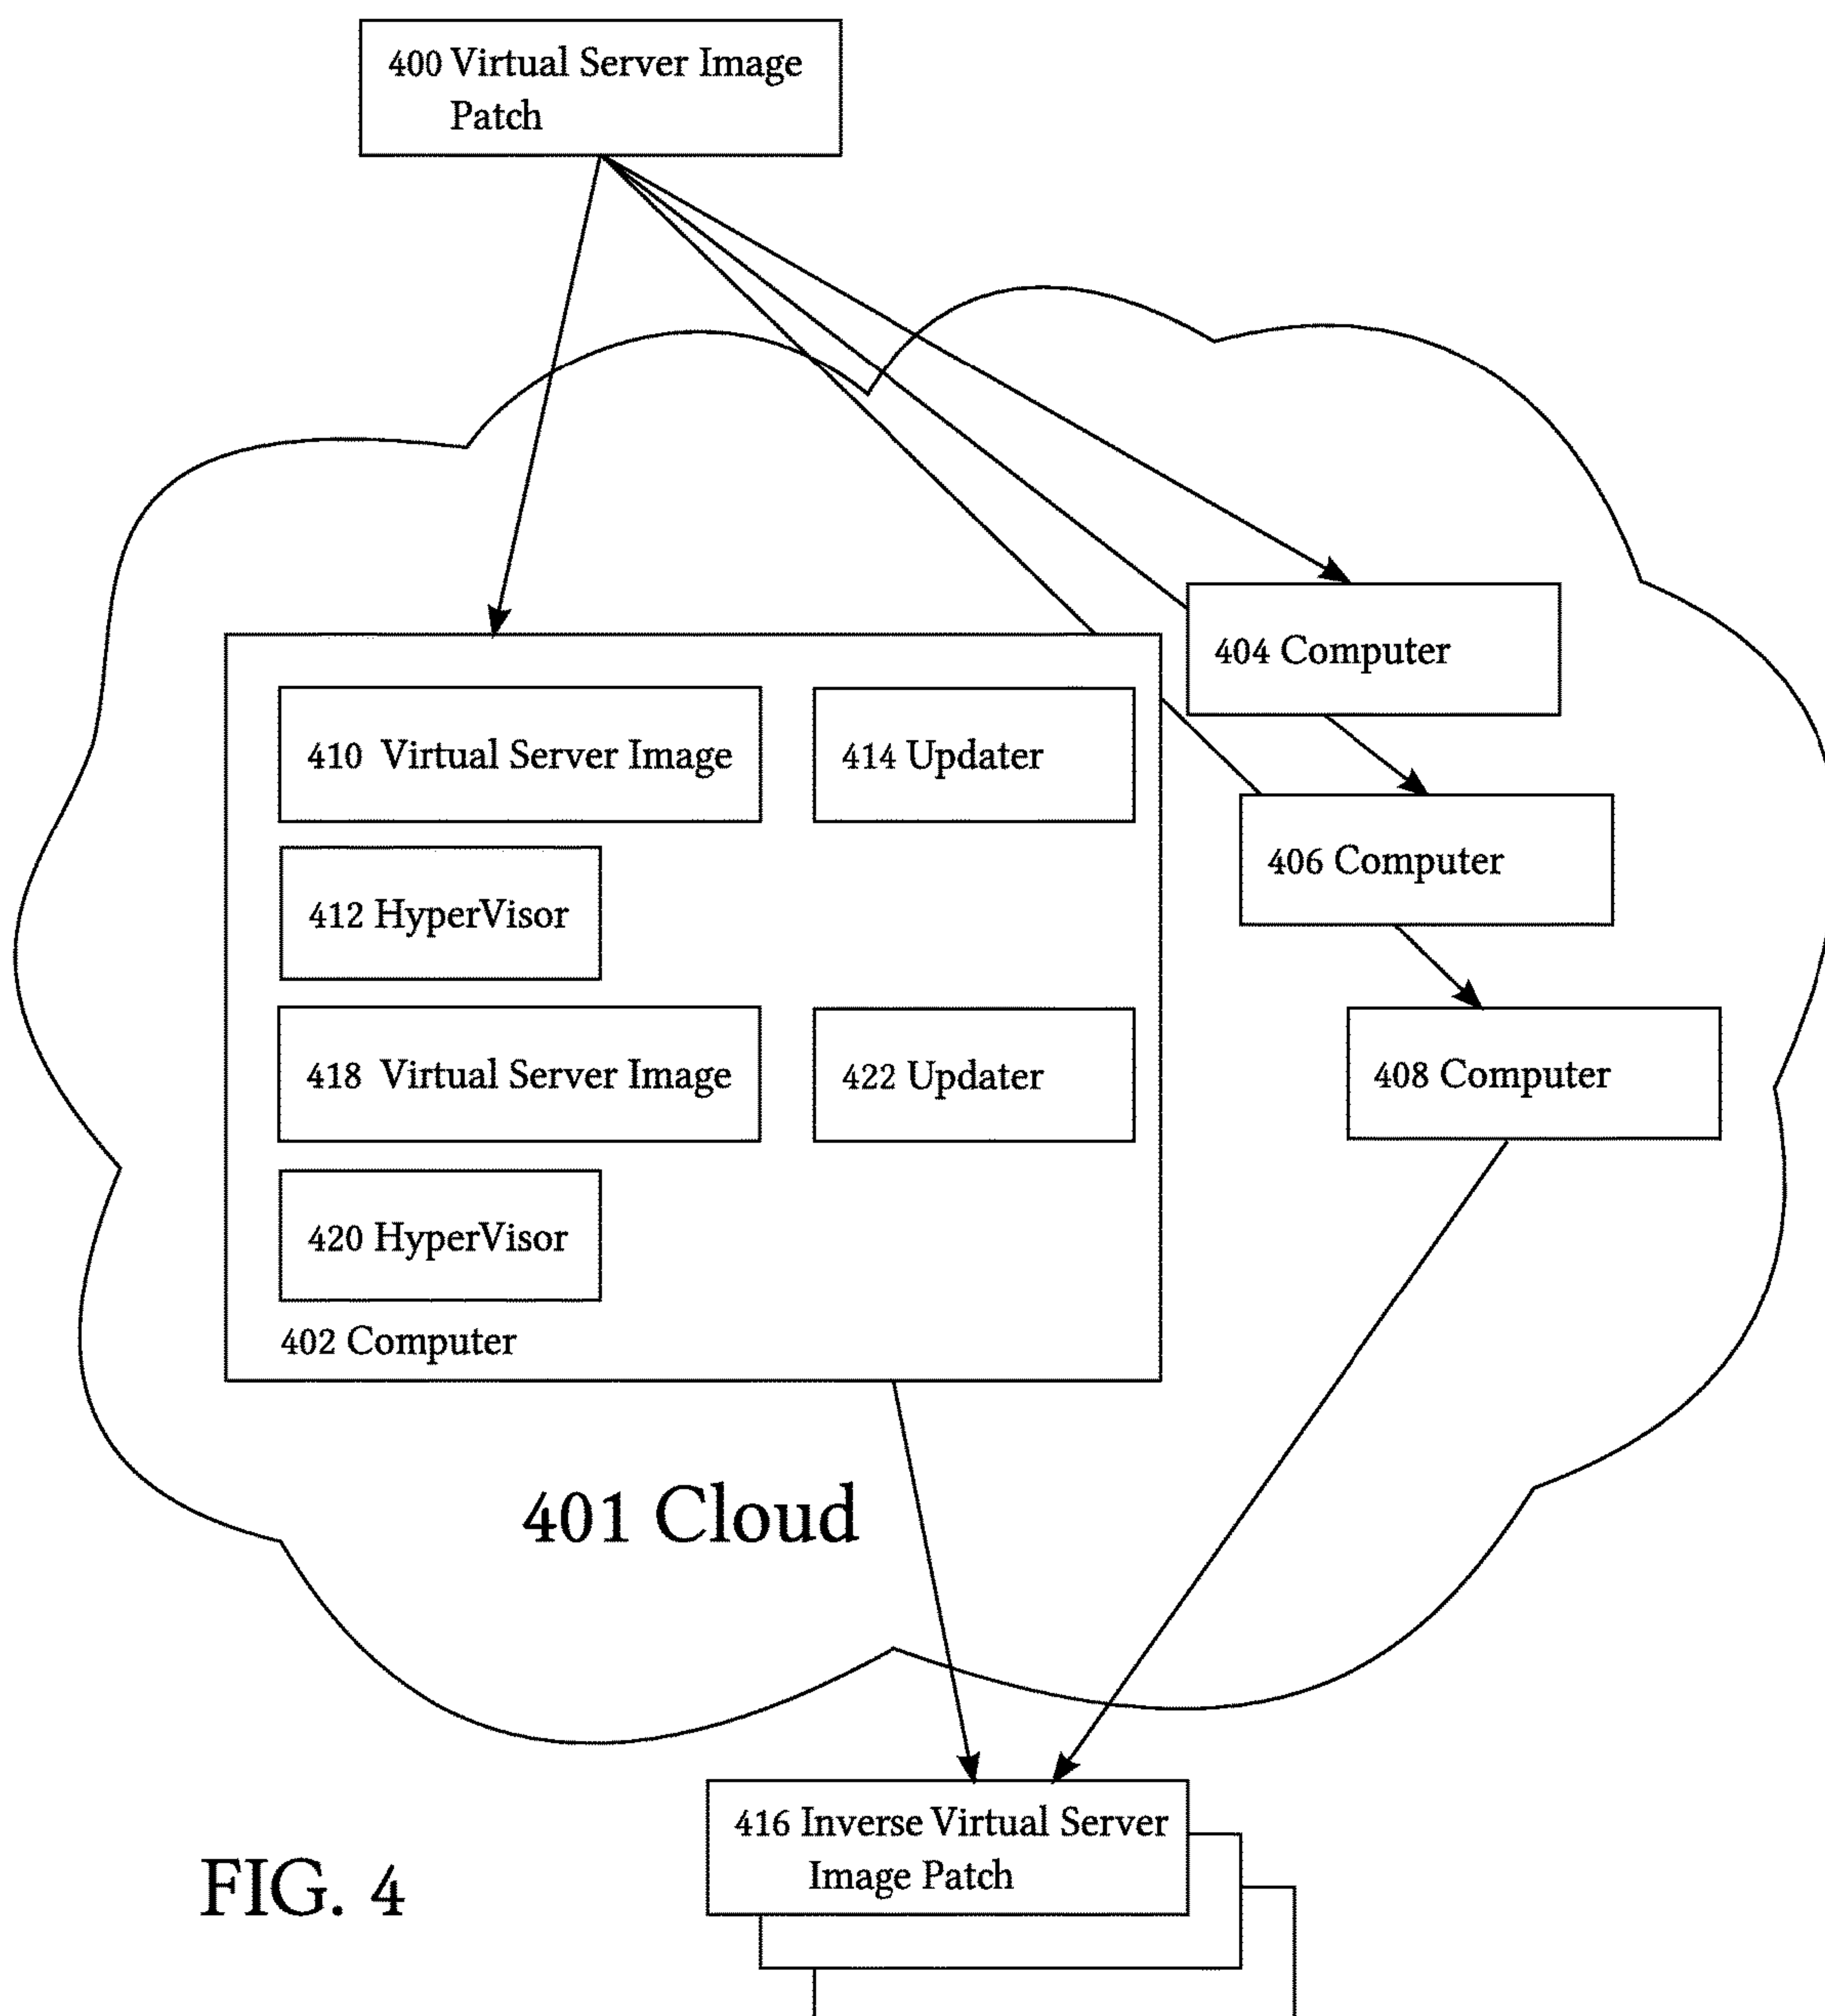 400 Virtual Server Image
Patch
404 Computer
410 Virtual Server Image
414 Updater
406 Computer
412 HyperVisor
418 Virtual Server Image
422 Updater
408 Computer
420 HyperVisor
402 Computer
401 Cloud
416 Inverse Virtual Server
Image Patch
FIG. 4